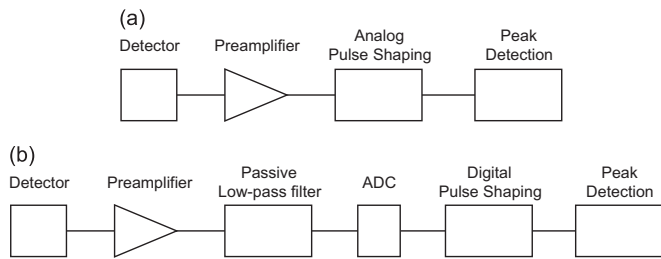 (a)
Detector
Preamplifier
Analog
Pulse Shaping
Peak
Detection
(b)
Detector
Preamplifier
Passive
Low-pass filter
ADC
Digital
Pulse Shaping
Peak
Detection